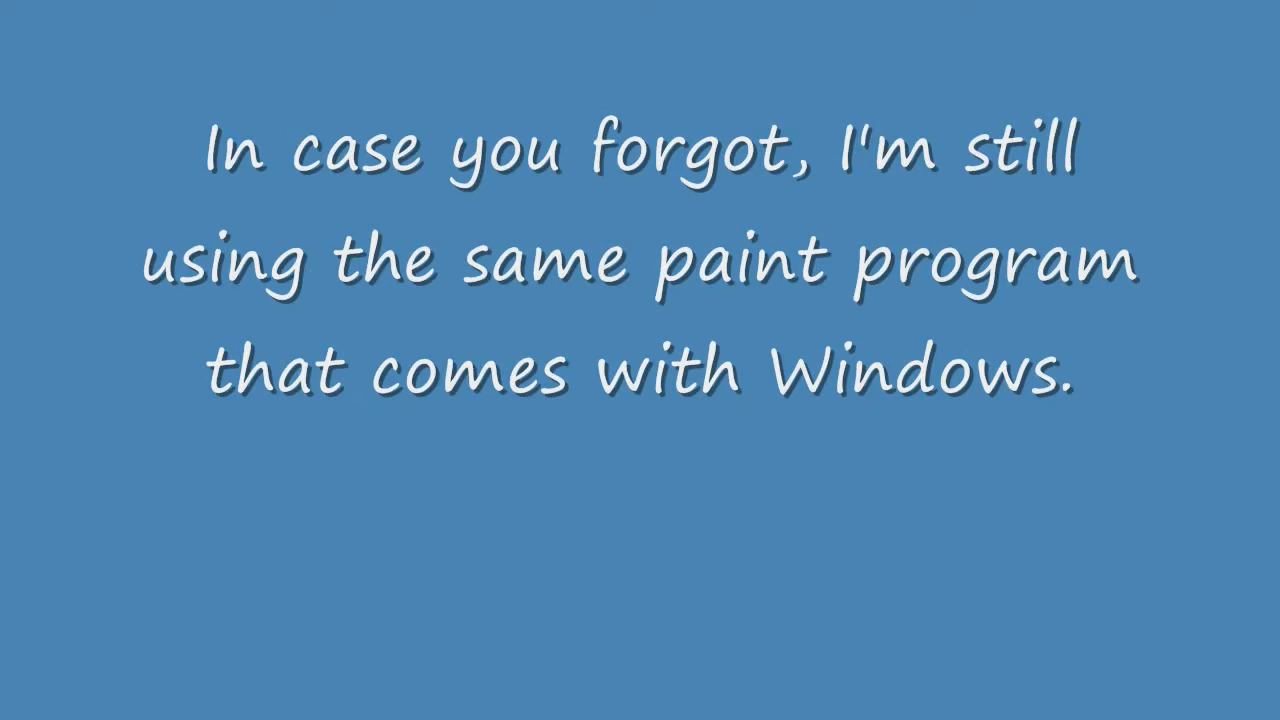 In case you forgot, I'm still
using the same paint program
that comes with Windows.